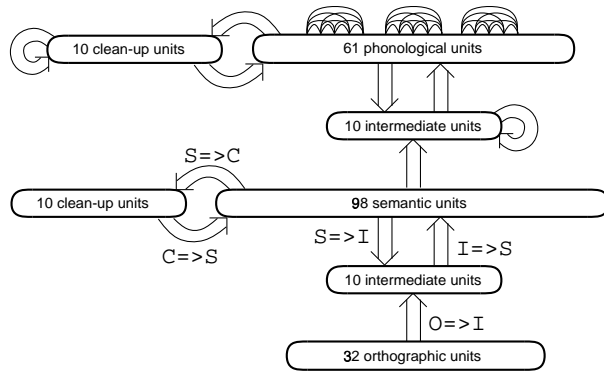 10 clean-up units
61 phonological units
10 intermediate units
S=>C
10 clean-up units
98 semantic units
S=>I
I=>S
C=>S
10 intermediate units
O=>I
32 orthographic units